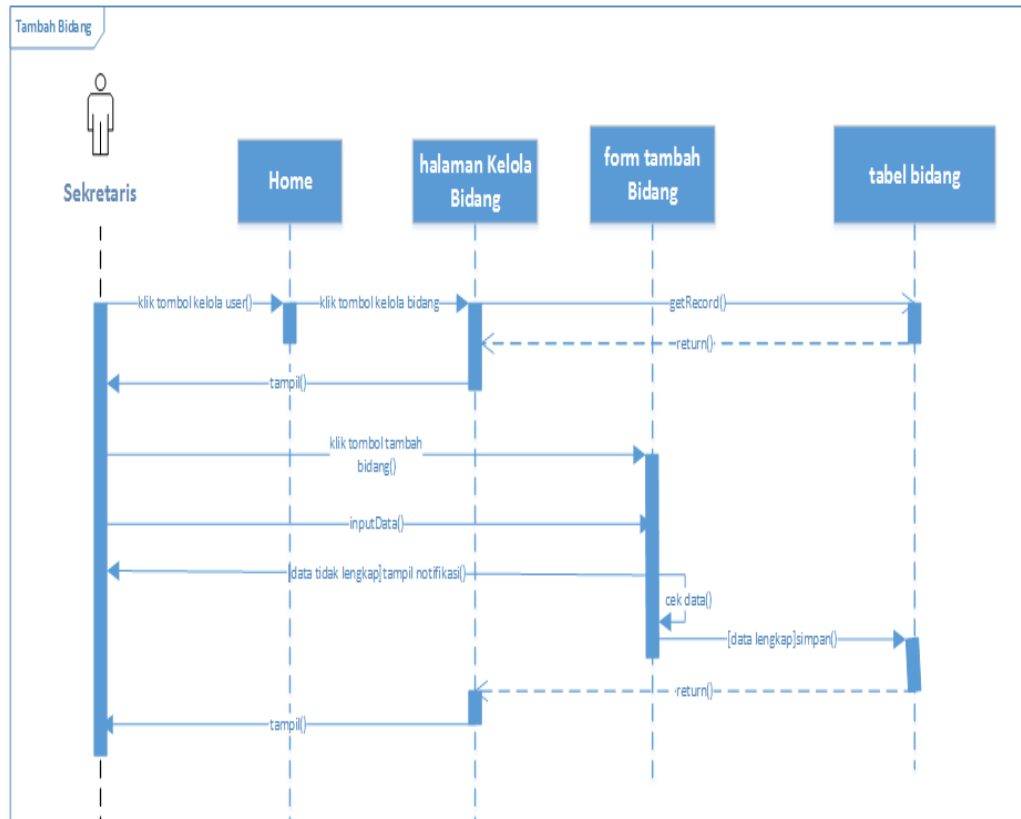 Tambah Bidang
Sekretaris
Home
halaman Kelola
Bidang
form tambah
Bidang
tabel bidang
klik tombol kelola user()
klik tombol kelola bidang
getRecord()
return()
tampil()
klik tombol tambah
bidang()
inputData()
[data tidak lengkap]tampil notifikasi()
cek data()
[data lengkap]simpan()
return()
tampil()